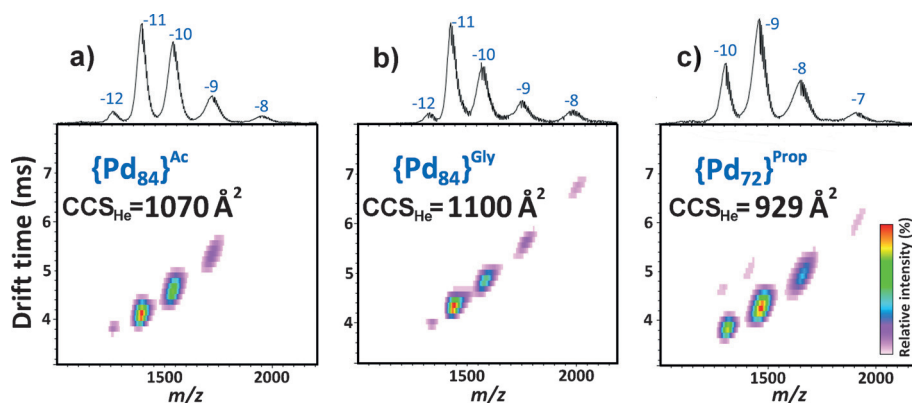 a)
-12
-11
-10
-9
-8
{Pd84}Ac
CCSHe=1070 Å2
Drift time (ms)
7
6
5
4
1500
2000
m/z
b)
-12
-11
-10
-9
-8
{Pd84}Gly
CCSHe=1100 Å2
7
6
5
4
1500
2000
m/z
c)
-10
-9
-8
-7
{Pd72}Prop
CCSHe=929 Å2
7
6
5
4
1500
2000
m/z
Relative intensity (%)